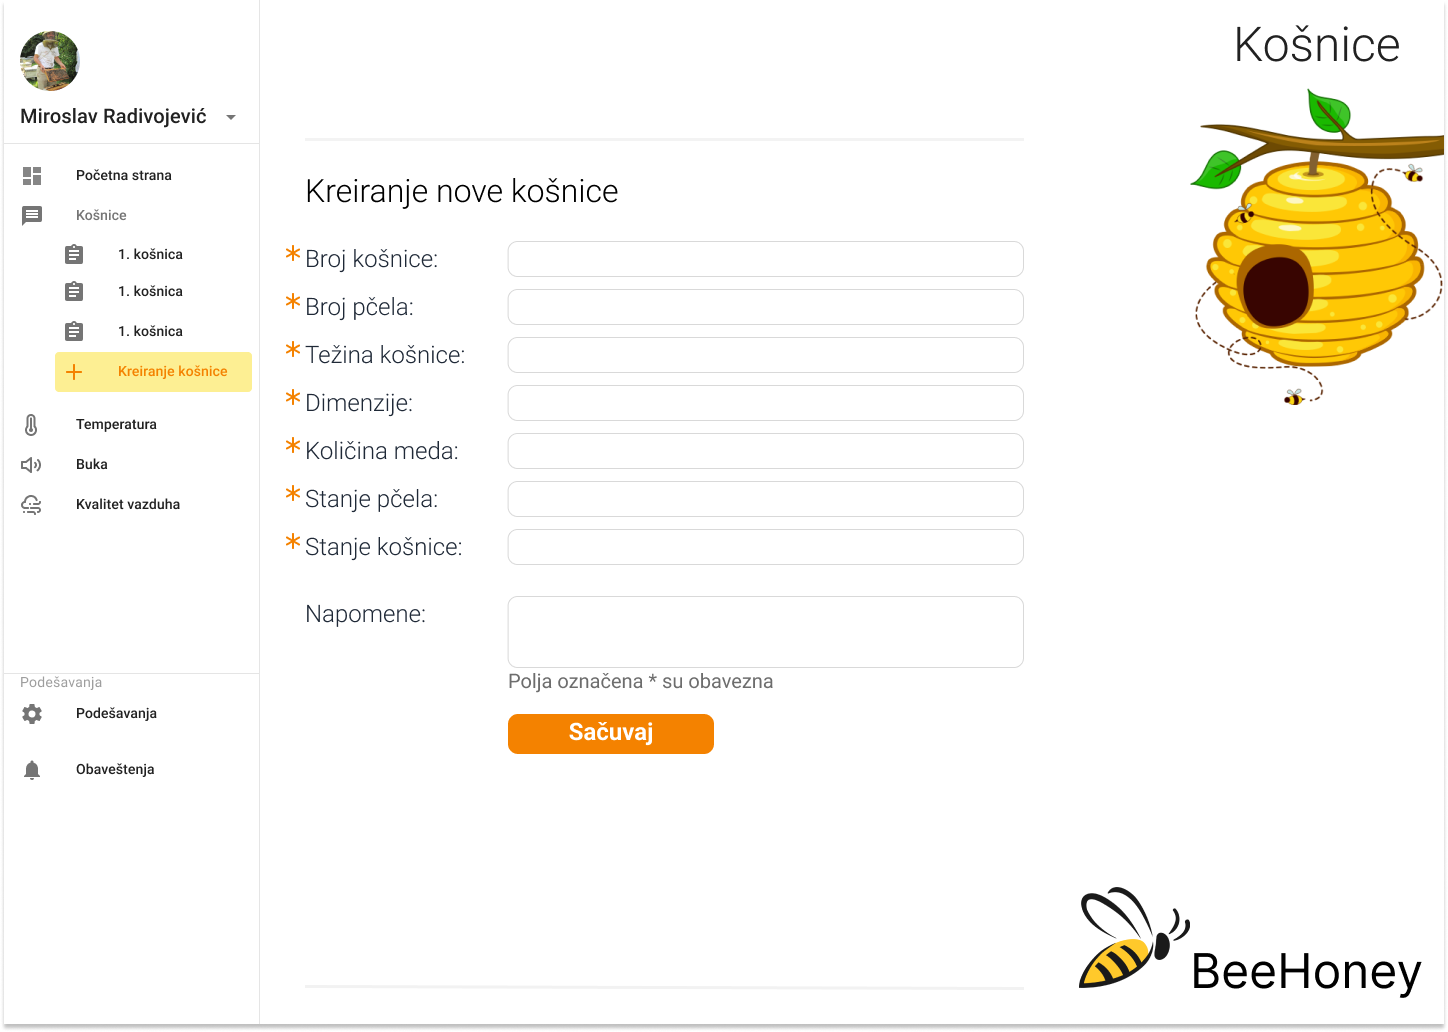 Miroslav Radivojević
Početna strana
Košnice
1. košnica
1. košnica
1. košnica
Kreiranje košnice
Temperatura
Buka
Kvalitet vazduha
Podešavanja
Podešavanja
Obaveštenja
Košnice
Kreiranje nove košnice
* Broj košnice:
* Broj pčela:
* Težina košnice:
* Dimenzije:
* Količina meda:
* Stanje pčela:
* Stanje košnice:
Napomene:
Polja označena * su obavezna
Sačuvaj
BeeHoney